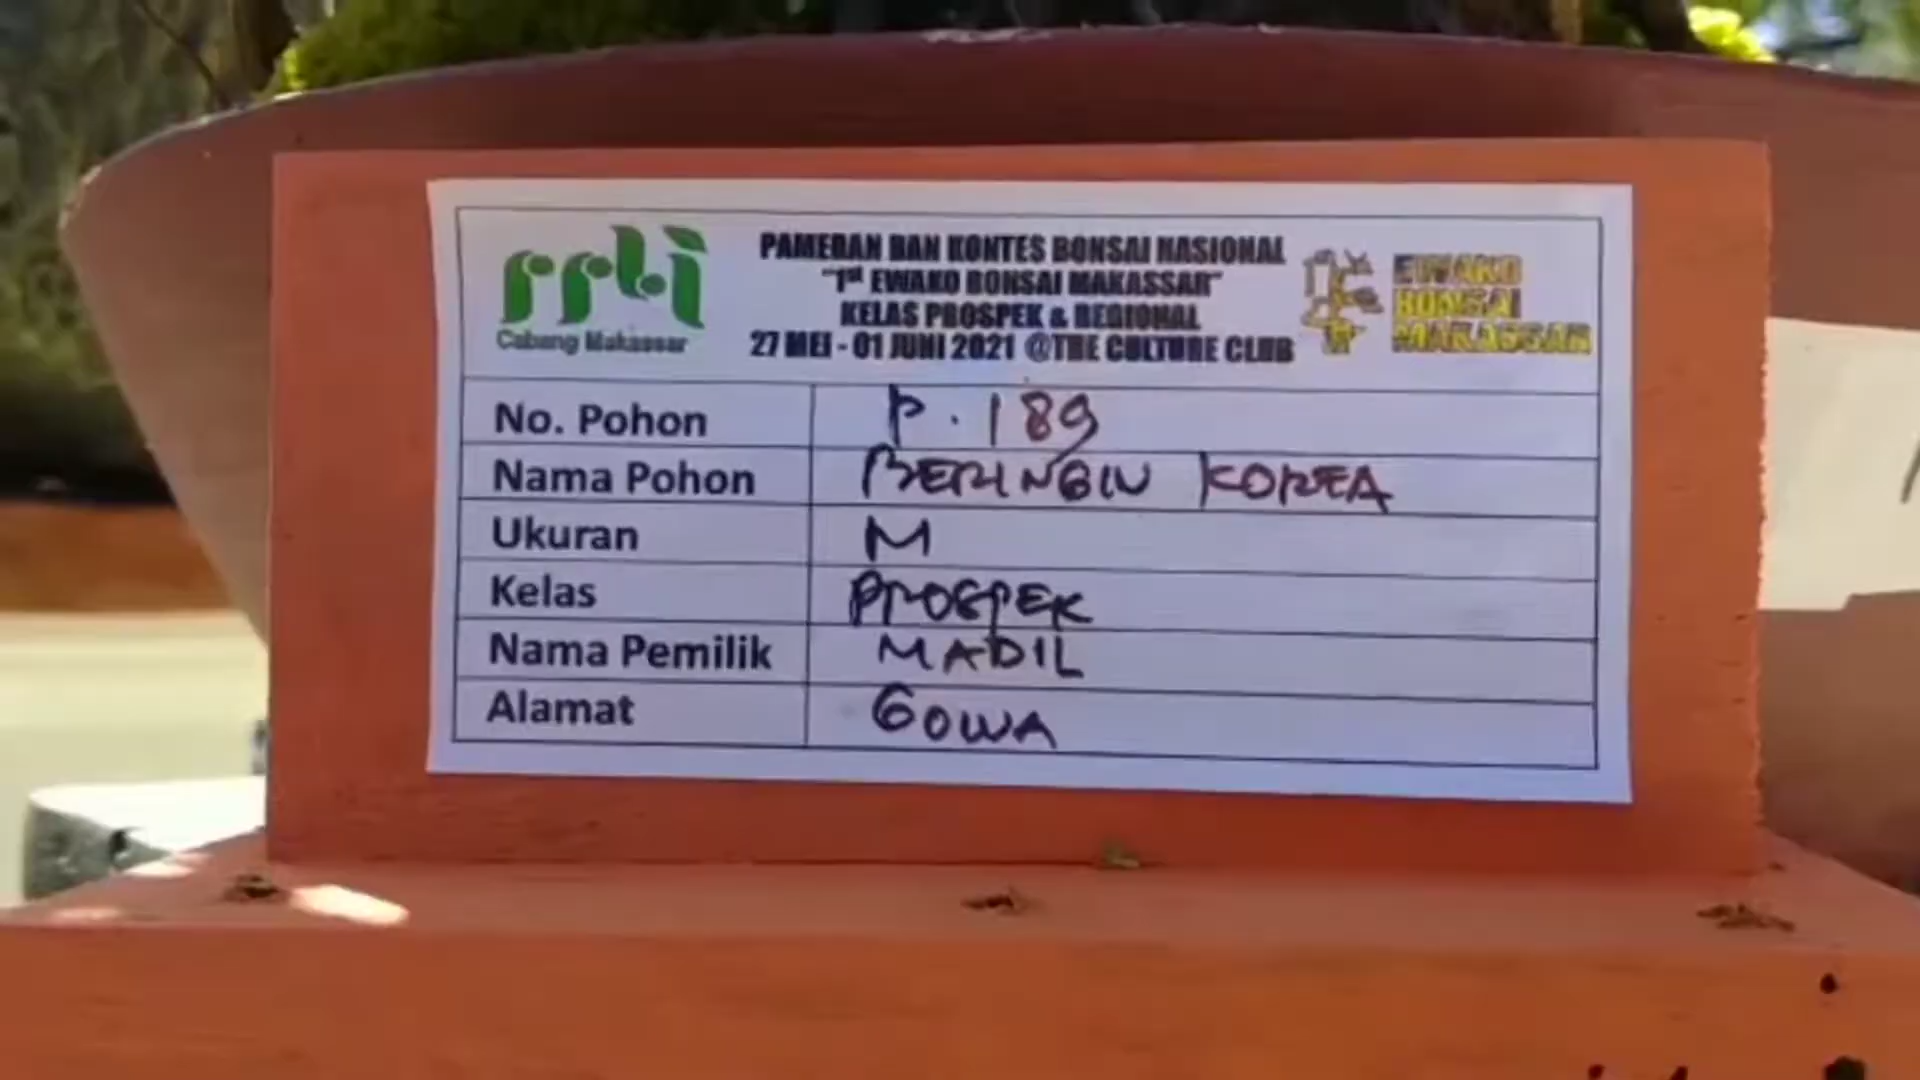 PPBI
Cabang Makassar
PAMERAN DAN KONTES BONSAI NASIONAL
"1st EWAKO BONSAI MAKASSAR"
KELAS PROSPEK & REGIONAL
27 MEI - 01 JUNI 2021 @THE CULTURE CLUB
EWAKO
BONSAI
MAKASSAR
No. Pohon P. 189
Nama Pohon BERINGIN KOREA
Ukuran M
Kelas PROSPEK
Nama Pemilik MADIL
Alamat GOWA